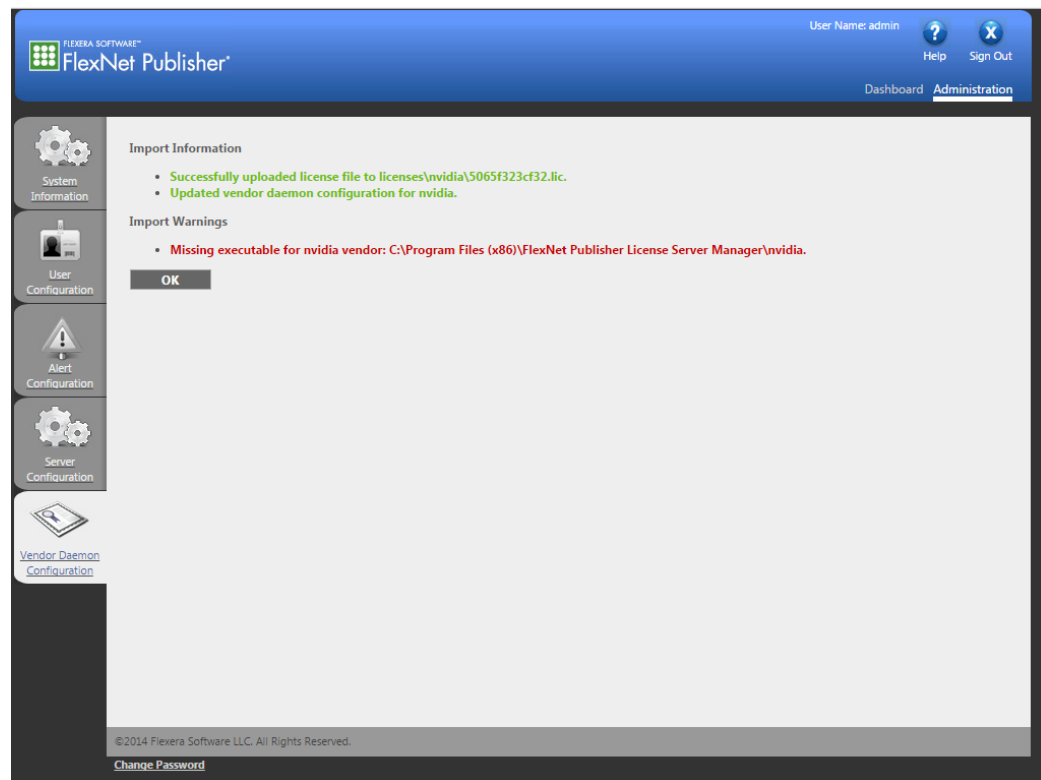 User Name: admin
FLEXERA SOFTWARE™
FlexNet Publisher®
?
X
Help
Sign Out
Dashboard
Administration
System
Information
User
Configuration
Alert
Configuration
Server
Configuration
Vendor Daemon
Configuration
Import Information
• Successfully uploaded license file to licenses\nvidia\5065f323cf32.lic.
• Updated vendor daemon configuration for nvidia.
Import Warnings
• Missing executable for nvidia vendor: C:\Program Files (x86)\FlexNet Publisher License Server Manager\nvidia.
OK
©2014 Flexera Software LLC. All Rights Reserved.
Change Password